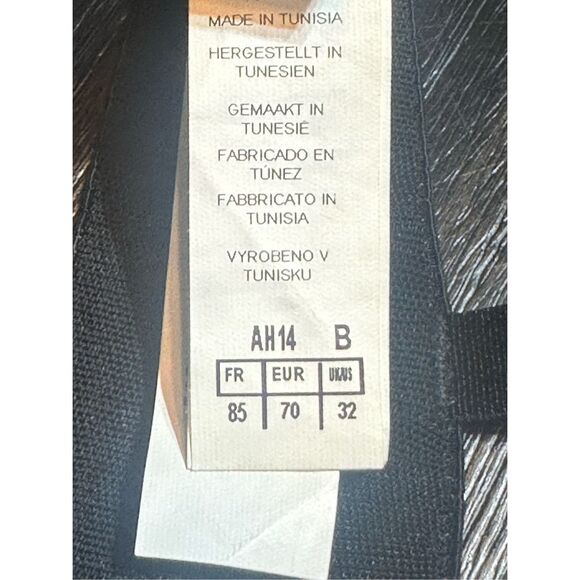 MADE IN TUNISIA
HERGESTELLT IN
TUNESIEN
GEMAAKT IN
TUNESIË
FABRICADO EN
TÚNEZ
FABBRICATO IN
TUNISIA
VYROBENO V
TUNISKU
AH14 B
FR EUR UK/US
85 70 32